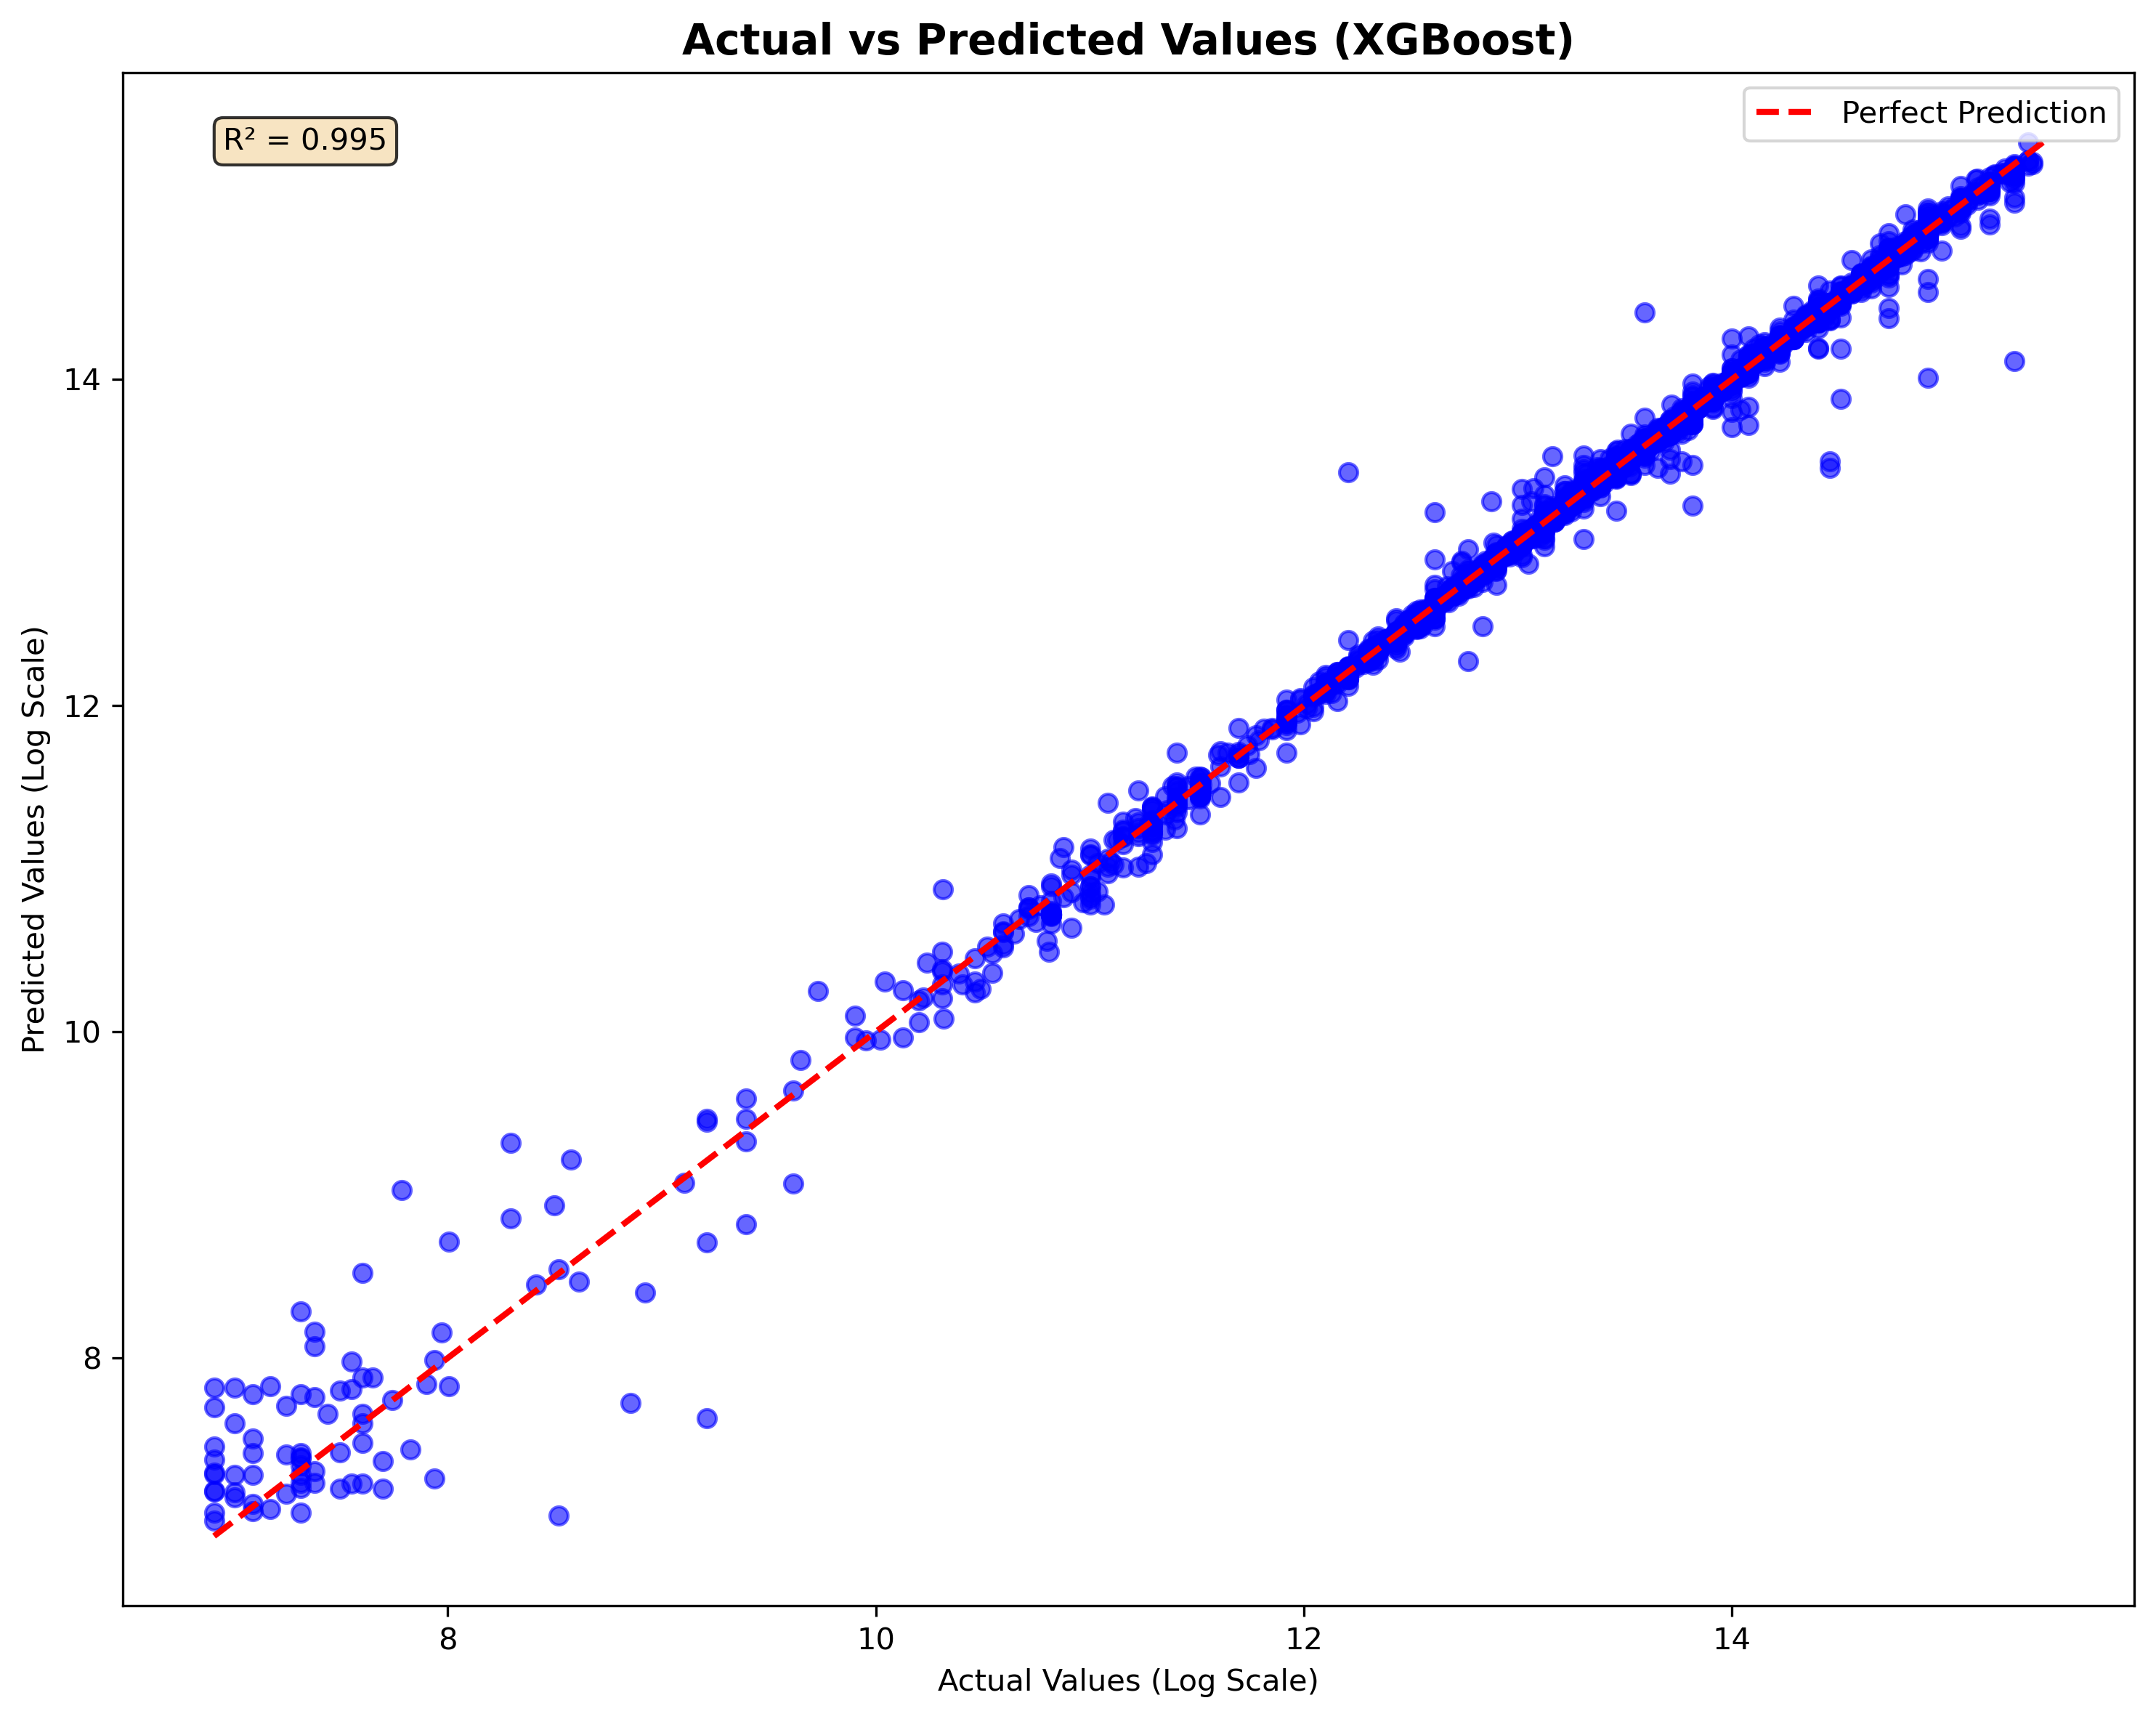 Actual vs Predicted Values (XGBoost)
R² = 0.995
Perfect Prediction
Predicted Values (Log Scale)
14
12
10
8
8
10
12
14
Actual Values (Log Scale)